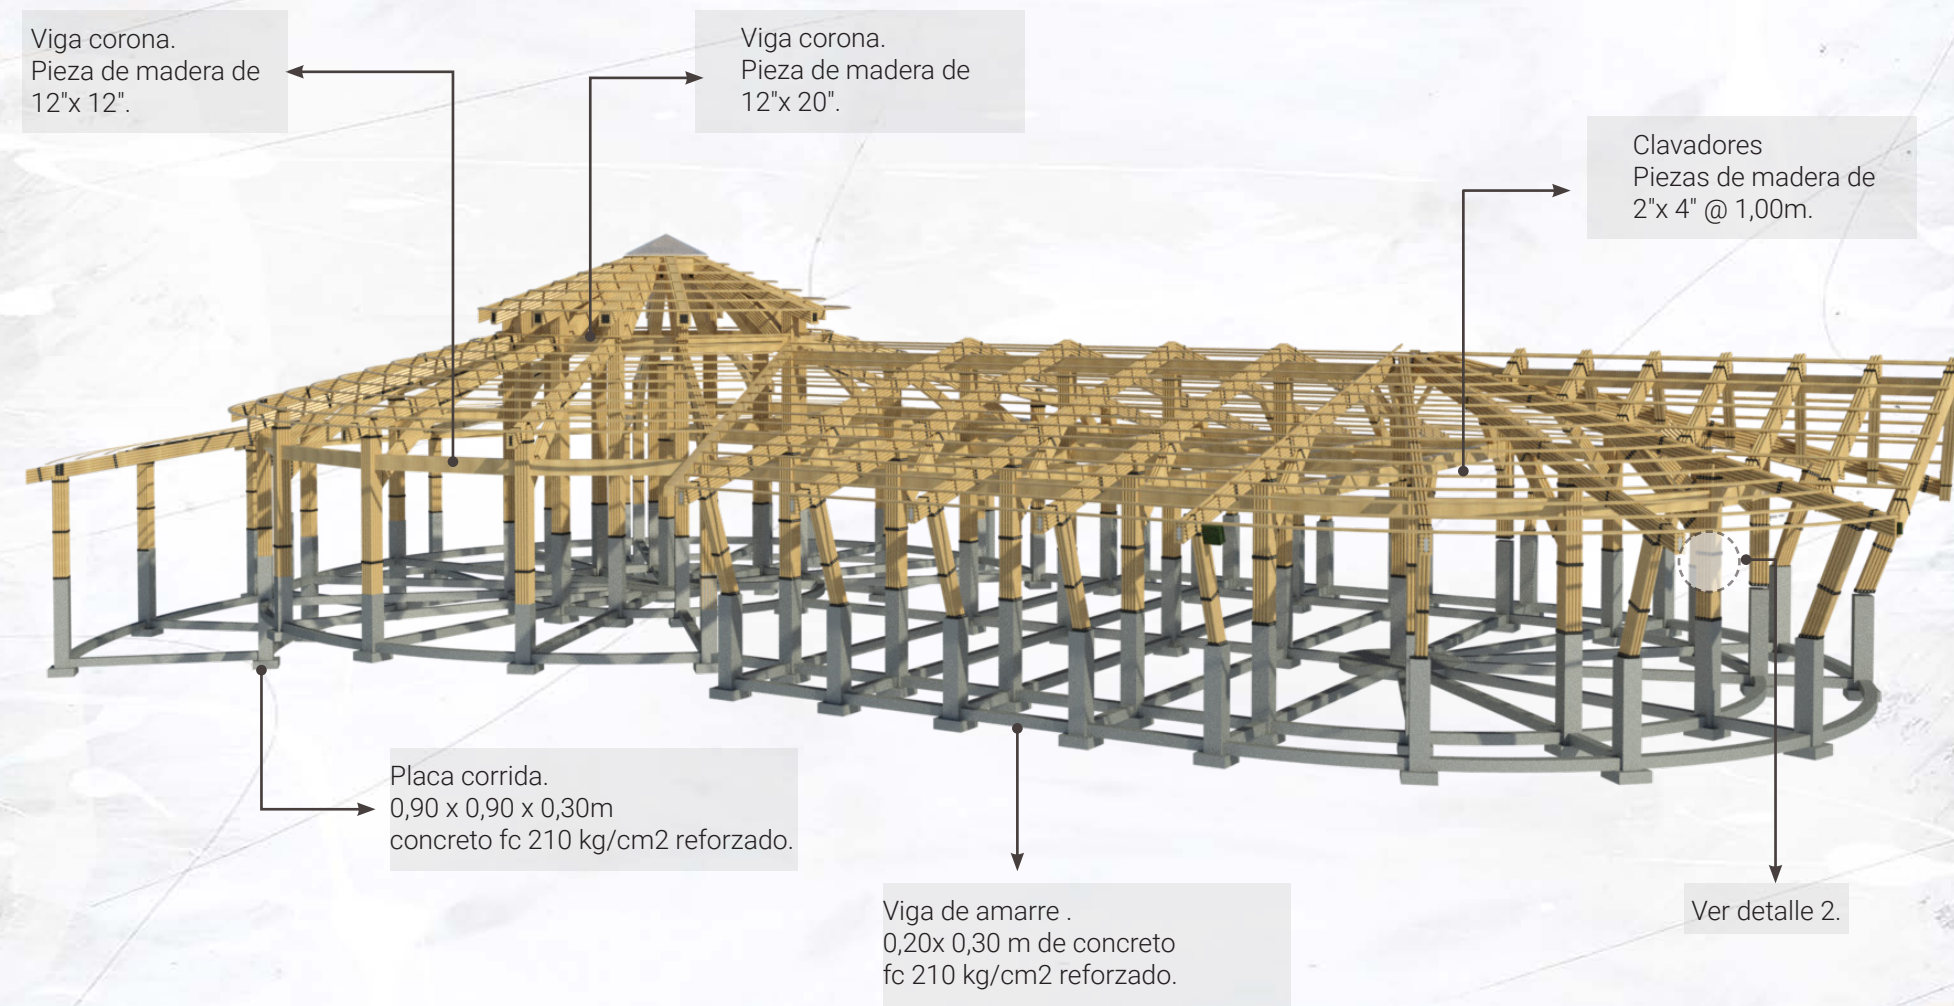 Viga corona.
Pieza de madera de
12"x 12".
Viga corona.
Pieza de madera de
12"x 20".
Clavadores
Piezas de madera de
2"x 4" @ 1,00m.
Placa corrida.
0,90 x 0,90 x 0,30m
concreto fc 210 kg/cm2 reforzado.
Viga de amarre .
0,20x 0,30 m de concreto
fc 210 kg/cm2 reforzado.
Ver detalle 2.